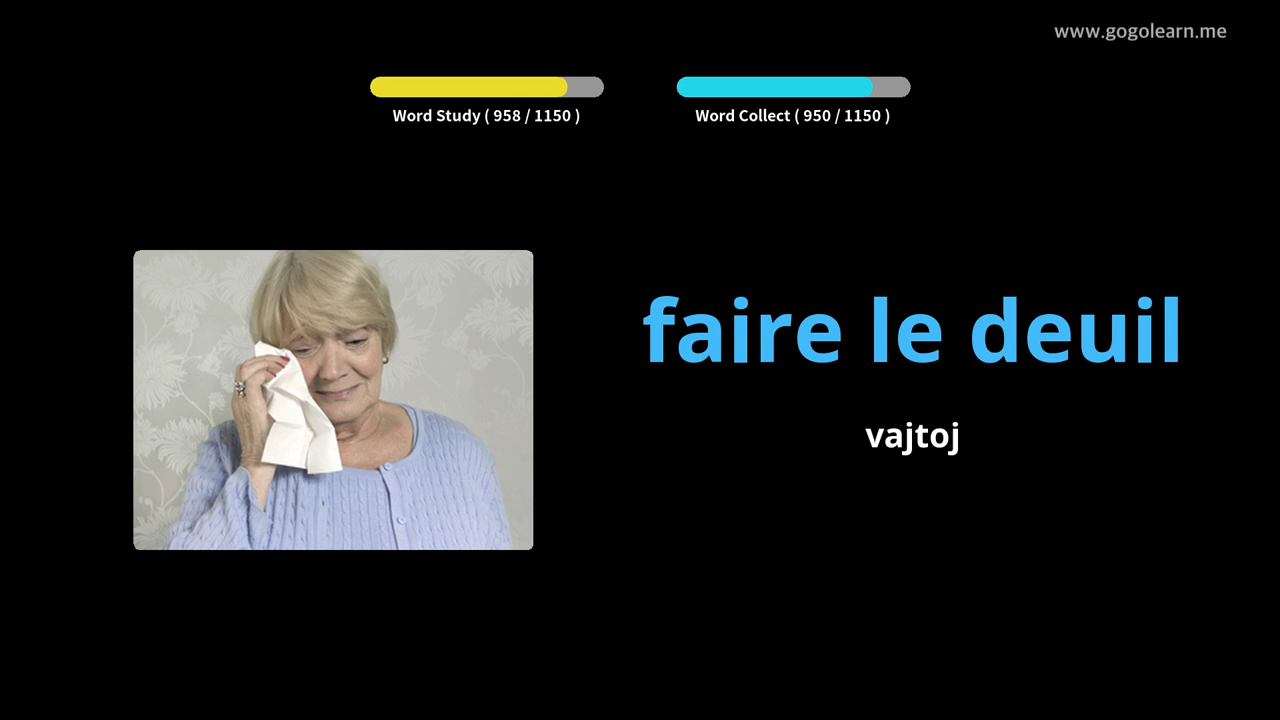 www.gogolearn.me
Word Study ( 958 / 1150 )
Word Collect ( 950 / 1150 )
faire le deuil
vajtoj